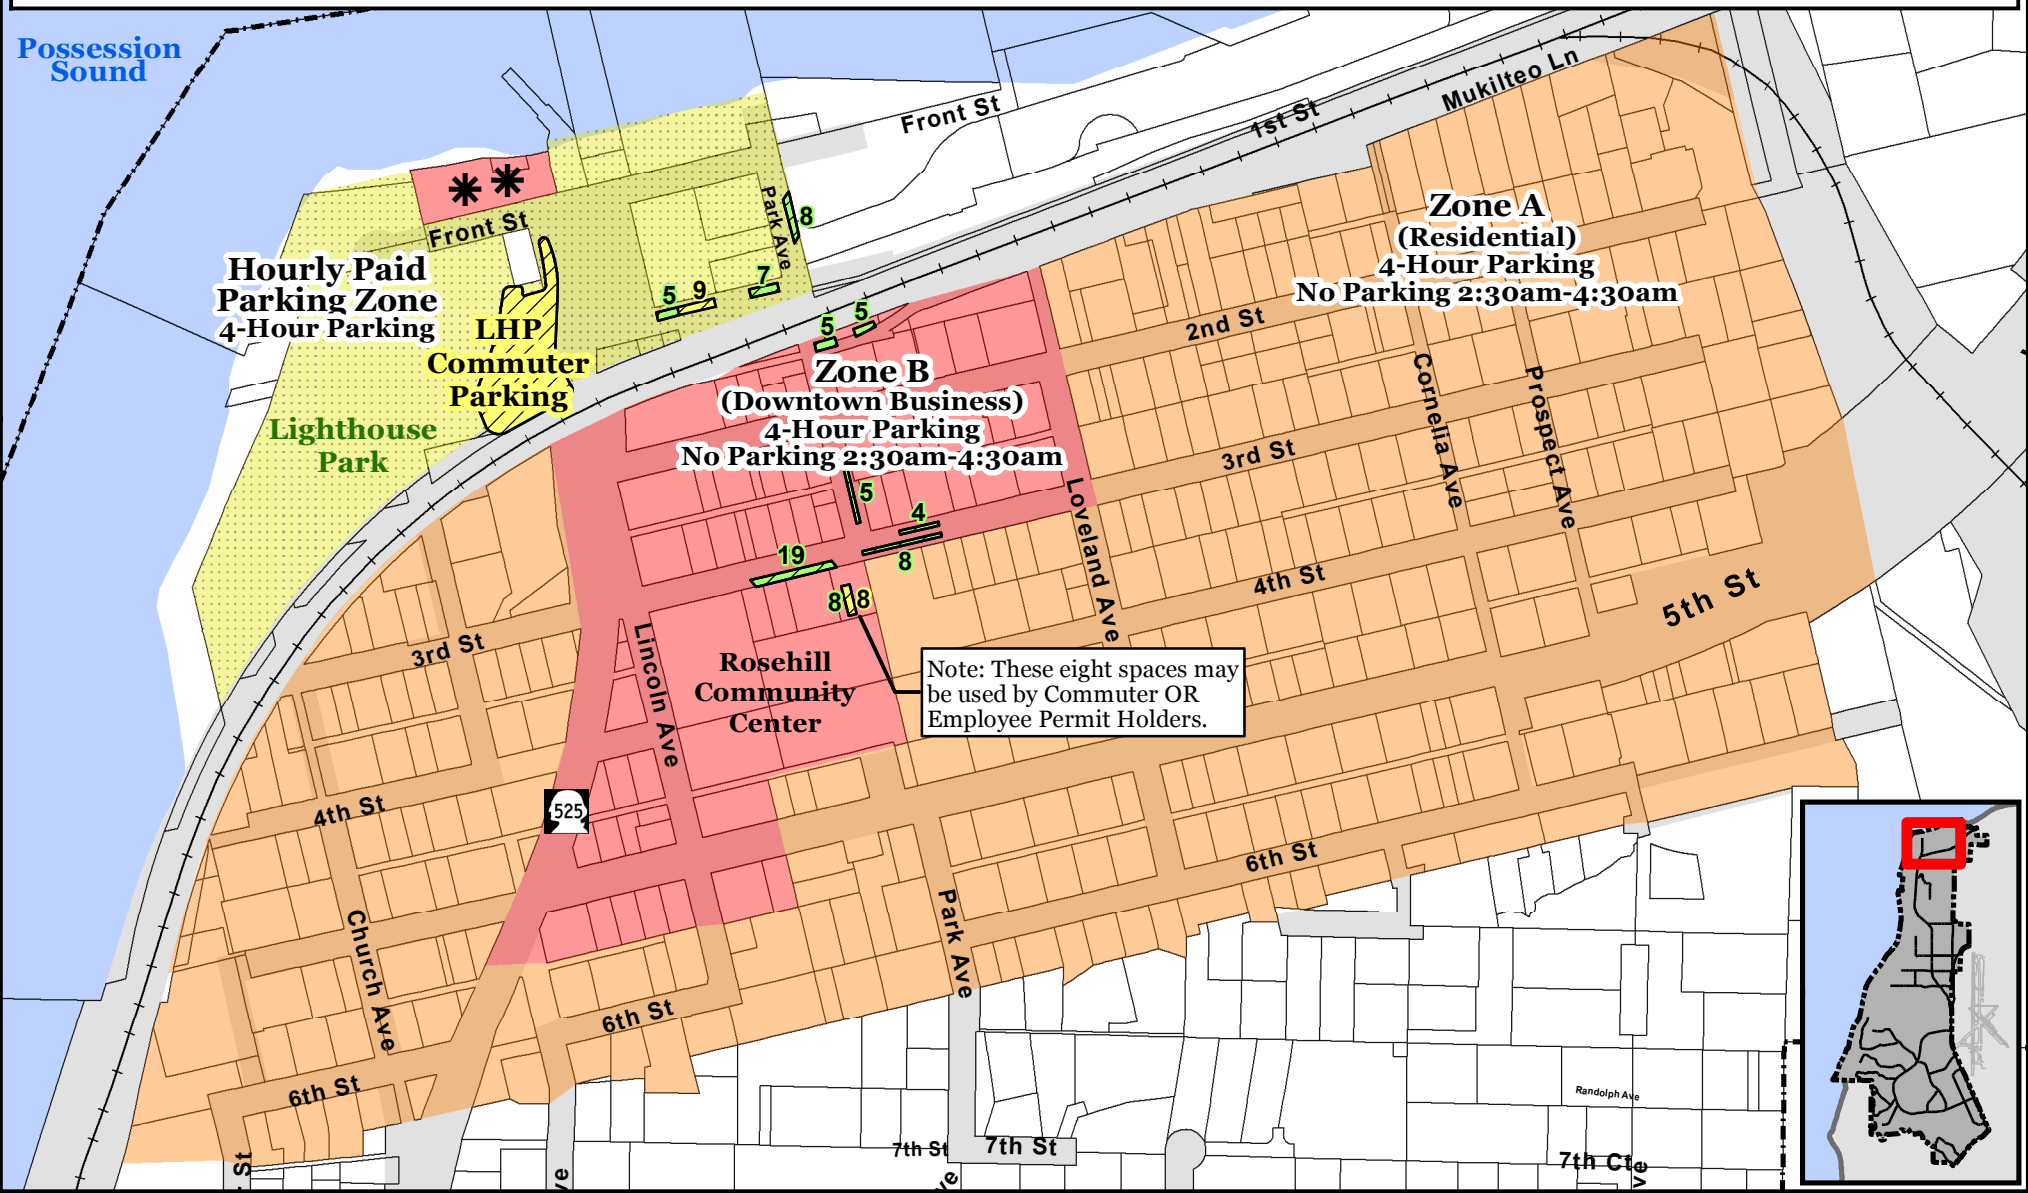 Possession
Sound
Front St
1st St
Mukilteo Ln
Front St
Park Ave
8
7
5
9
5
5
Hourly Paid
Parking Zone
4-Hour Parking
LHP
Commuter
Parking
Lighthouse
Park
Zone A
(Residential)
4-Hour Parking
No Parking 2:30am-4:30am
Zone B
(Downtown Business)
4-Hour Parking
No Parking 2:30am-4:30am
2nd St
Cornelia Ave
Prospect Ave
3rd St
Loveland Ave
5
4
8
19
8
8
4th St
5th St
3rd St
Lincoln Ave
Rosehill
Community
Center
Note: These eight spaces may
be used by Commuter OR
Employee Permit Holders.
4th St
525
6th St
Church Ave
Park Ave
6th St
6th St
Randolph Ave
7th St
7th St
7th Ct
St
ve
ve
ve